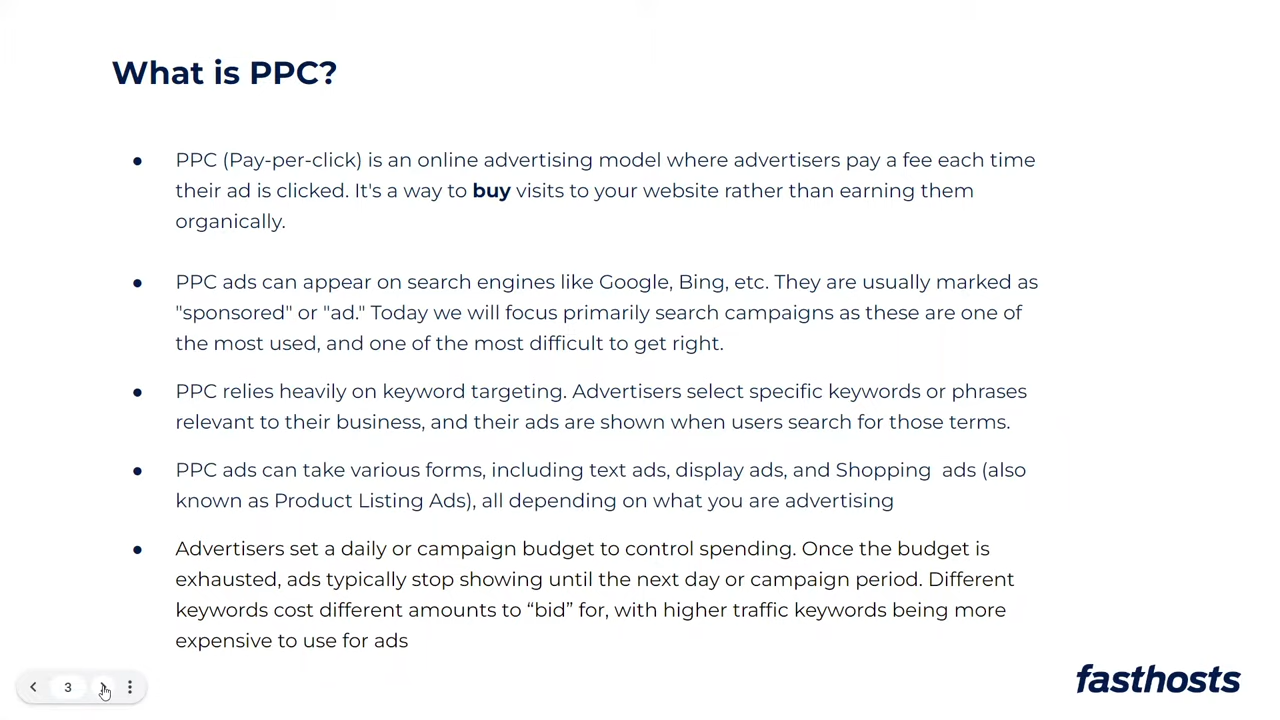 What is PPC?
● PPC (Pay-per-click) is an online advertising model where advertisers pay a fee each time
their ad is clicked. It's a way to buy visits to your website rather than earning them
organically.
● PPC ads can appear on search engines like Google, Bing, etc. They are usually marked as
"sponsored" or "ad." Today we will focus primarily search campaigns as these are one of
the most used, and one of the most difficult to get right.
● PPC relies heavily on keyword targeting. Advertisers select specific keywords or phrases
relevant to their business, and their ads are shown when users search for those terms.
● PPC ads can take various forms, including text ads, display ads, and Shopping  ads (also
known as Product Listing Ads), all depending on what you are advertising
● Advertisers set a daily or campaign budget to control spending. Once the budget is
exhausted, ads typically stop showing until the next day or campaign period. Different
keywords cost different amounts to “bid” for, with higher traffic keywords being more
expensive to use for ads
3
fasthosts